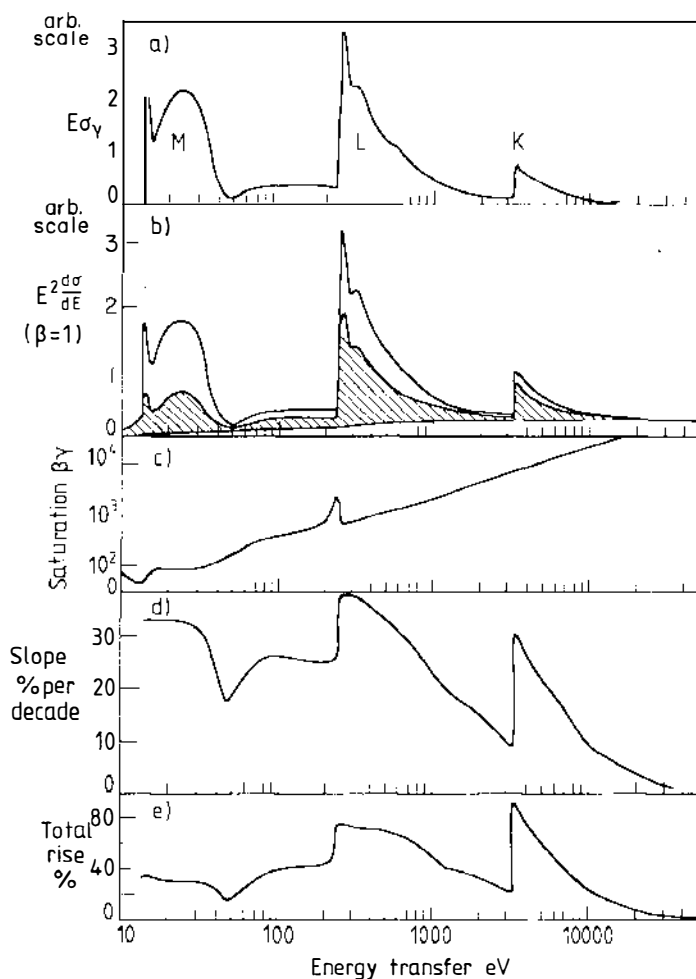 arb.
scale
a)
3
2
1
0
Eσγ
M
L
K
arb.
scale
b)
3
2
1
0
E² dσ/dE
(β=1)
c)
10⁴
10³
10²
0
Saturation βγ
d)
30
20
10
0
Slope
% per
decade
e)
80
40
0
Total
rise
%
10
100
1000
10000
Energy transfer eV